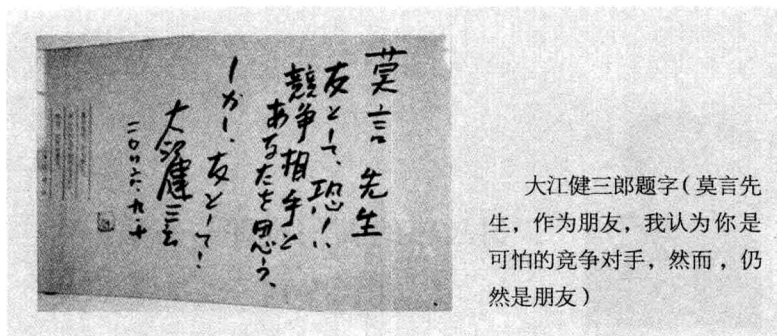 莫言先生
友として、恐しい
競争相手と
あなたを思う、
しかし、友として!
大江健三郎
二〇〇六、九、十
大江健三郎题字(莫言先
生,作为朋友,我认为你是
可怕的竞争对手,然而,仍
然是朋友)